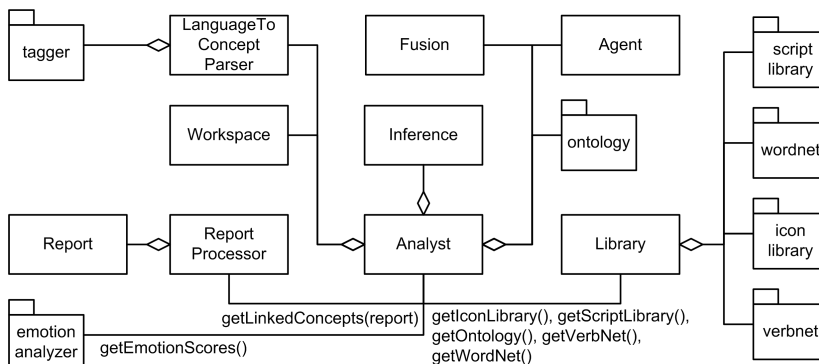 tagger
LanguageTo
Concept
Parser
Fusion
Agent
script
library
Workspace
Inference
ontology
wordnet
Report
Report
Processor
Analyst
Library
icon
library
getLinkedConcepts(report)
getIconLibrary(), getScriptLibrary(),
getOntology(), getVerbNet(),
getWordNet()
emotion
analyzer
getEmotionScores()
verbnet